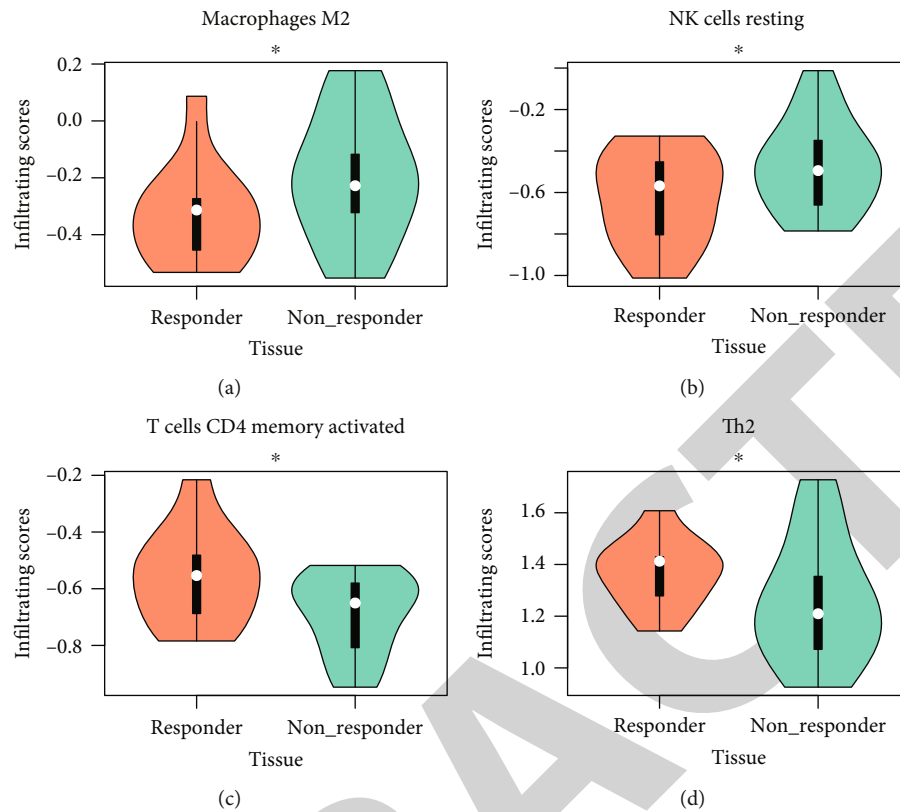 Macrophages M2
*
0.2
0.0
−0.2
−0.4
Infiltrating scores
Responder
Non_responder
Tissue
(a)
NK cells resting
*
−0.2
−0.4
−0.6
−1.0
Infiltrating scores
Responder
Non_responder
Tissue
(b)
T cells CD4 memory activated
*
−0.2
−0.4
−0.6
−0.8
Infiltrating scores
Responder
Non_responder
Tissue
(c)
Th2
*
1.6
1.4
1.2
1.0
Infiltrating scores
Responder
Non_responder
Tissue
(d)